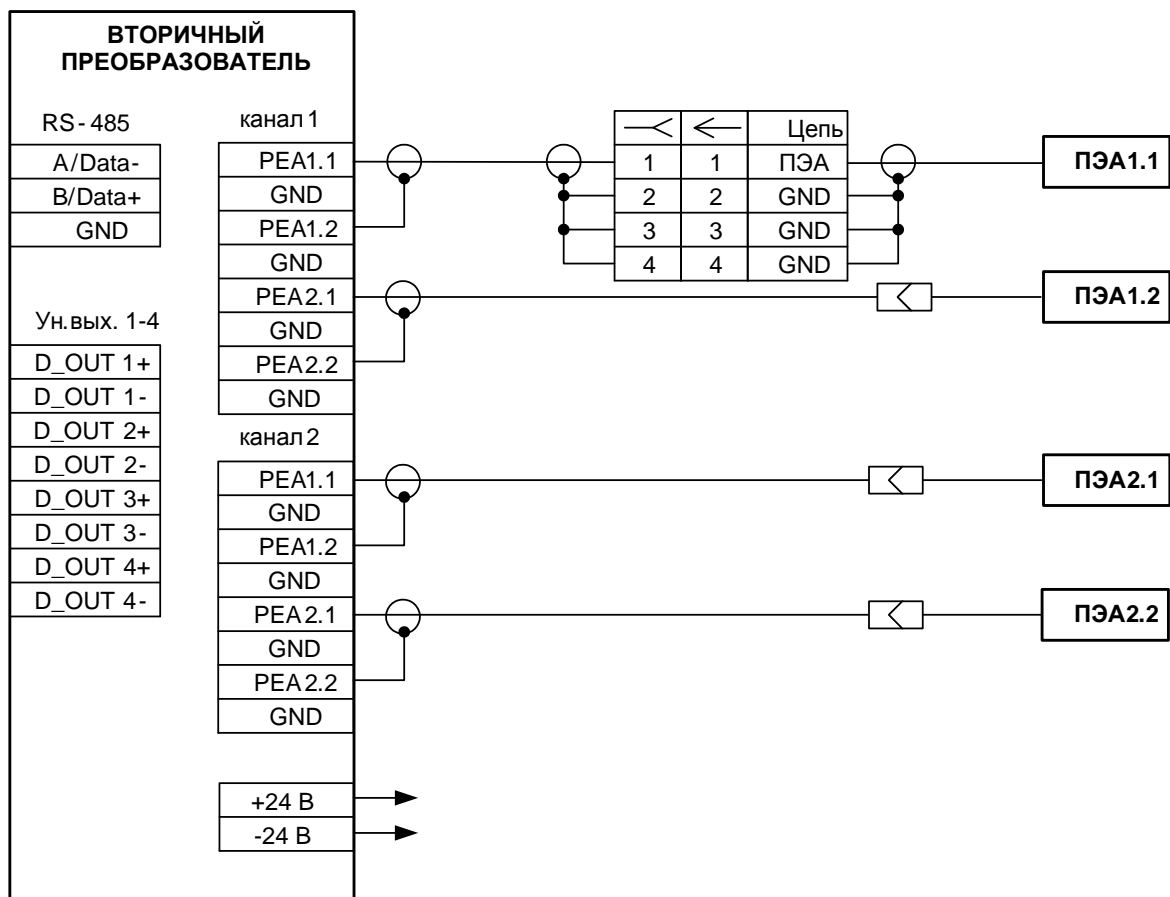 ВТОРИЧНЫЙ
ПРЕОБРАЗОВАТЕЛЬ
RS-485
A/Data-
B/Data+
GND
Ун.вых. 1-4
D_OUT 1+
D_OUT 1-
D_OUT 2+
D_OUT 2-
D_OUT 3+
D_OUT 3-
D_OUT 4+
D_OUT 4-
канал 1
PEA1.1
GND
PEA1.2
GND
PEA2.1
GND
PEA2.2
GND
канал 2
PEA1.1
GND
PEA1.2
GND
PEA2.1
GND
PEA2.2
GND
+24 В
-24 В
Цепь
1 1 ПЭА
2 2 GND
3 3 GND
4 4 GND
ПЭА1.1
ПЭА1.2
ПЭА2.1
ПЭА2.2